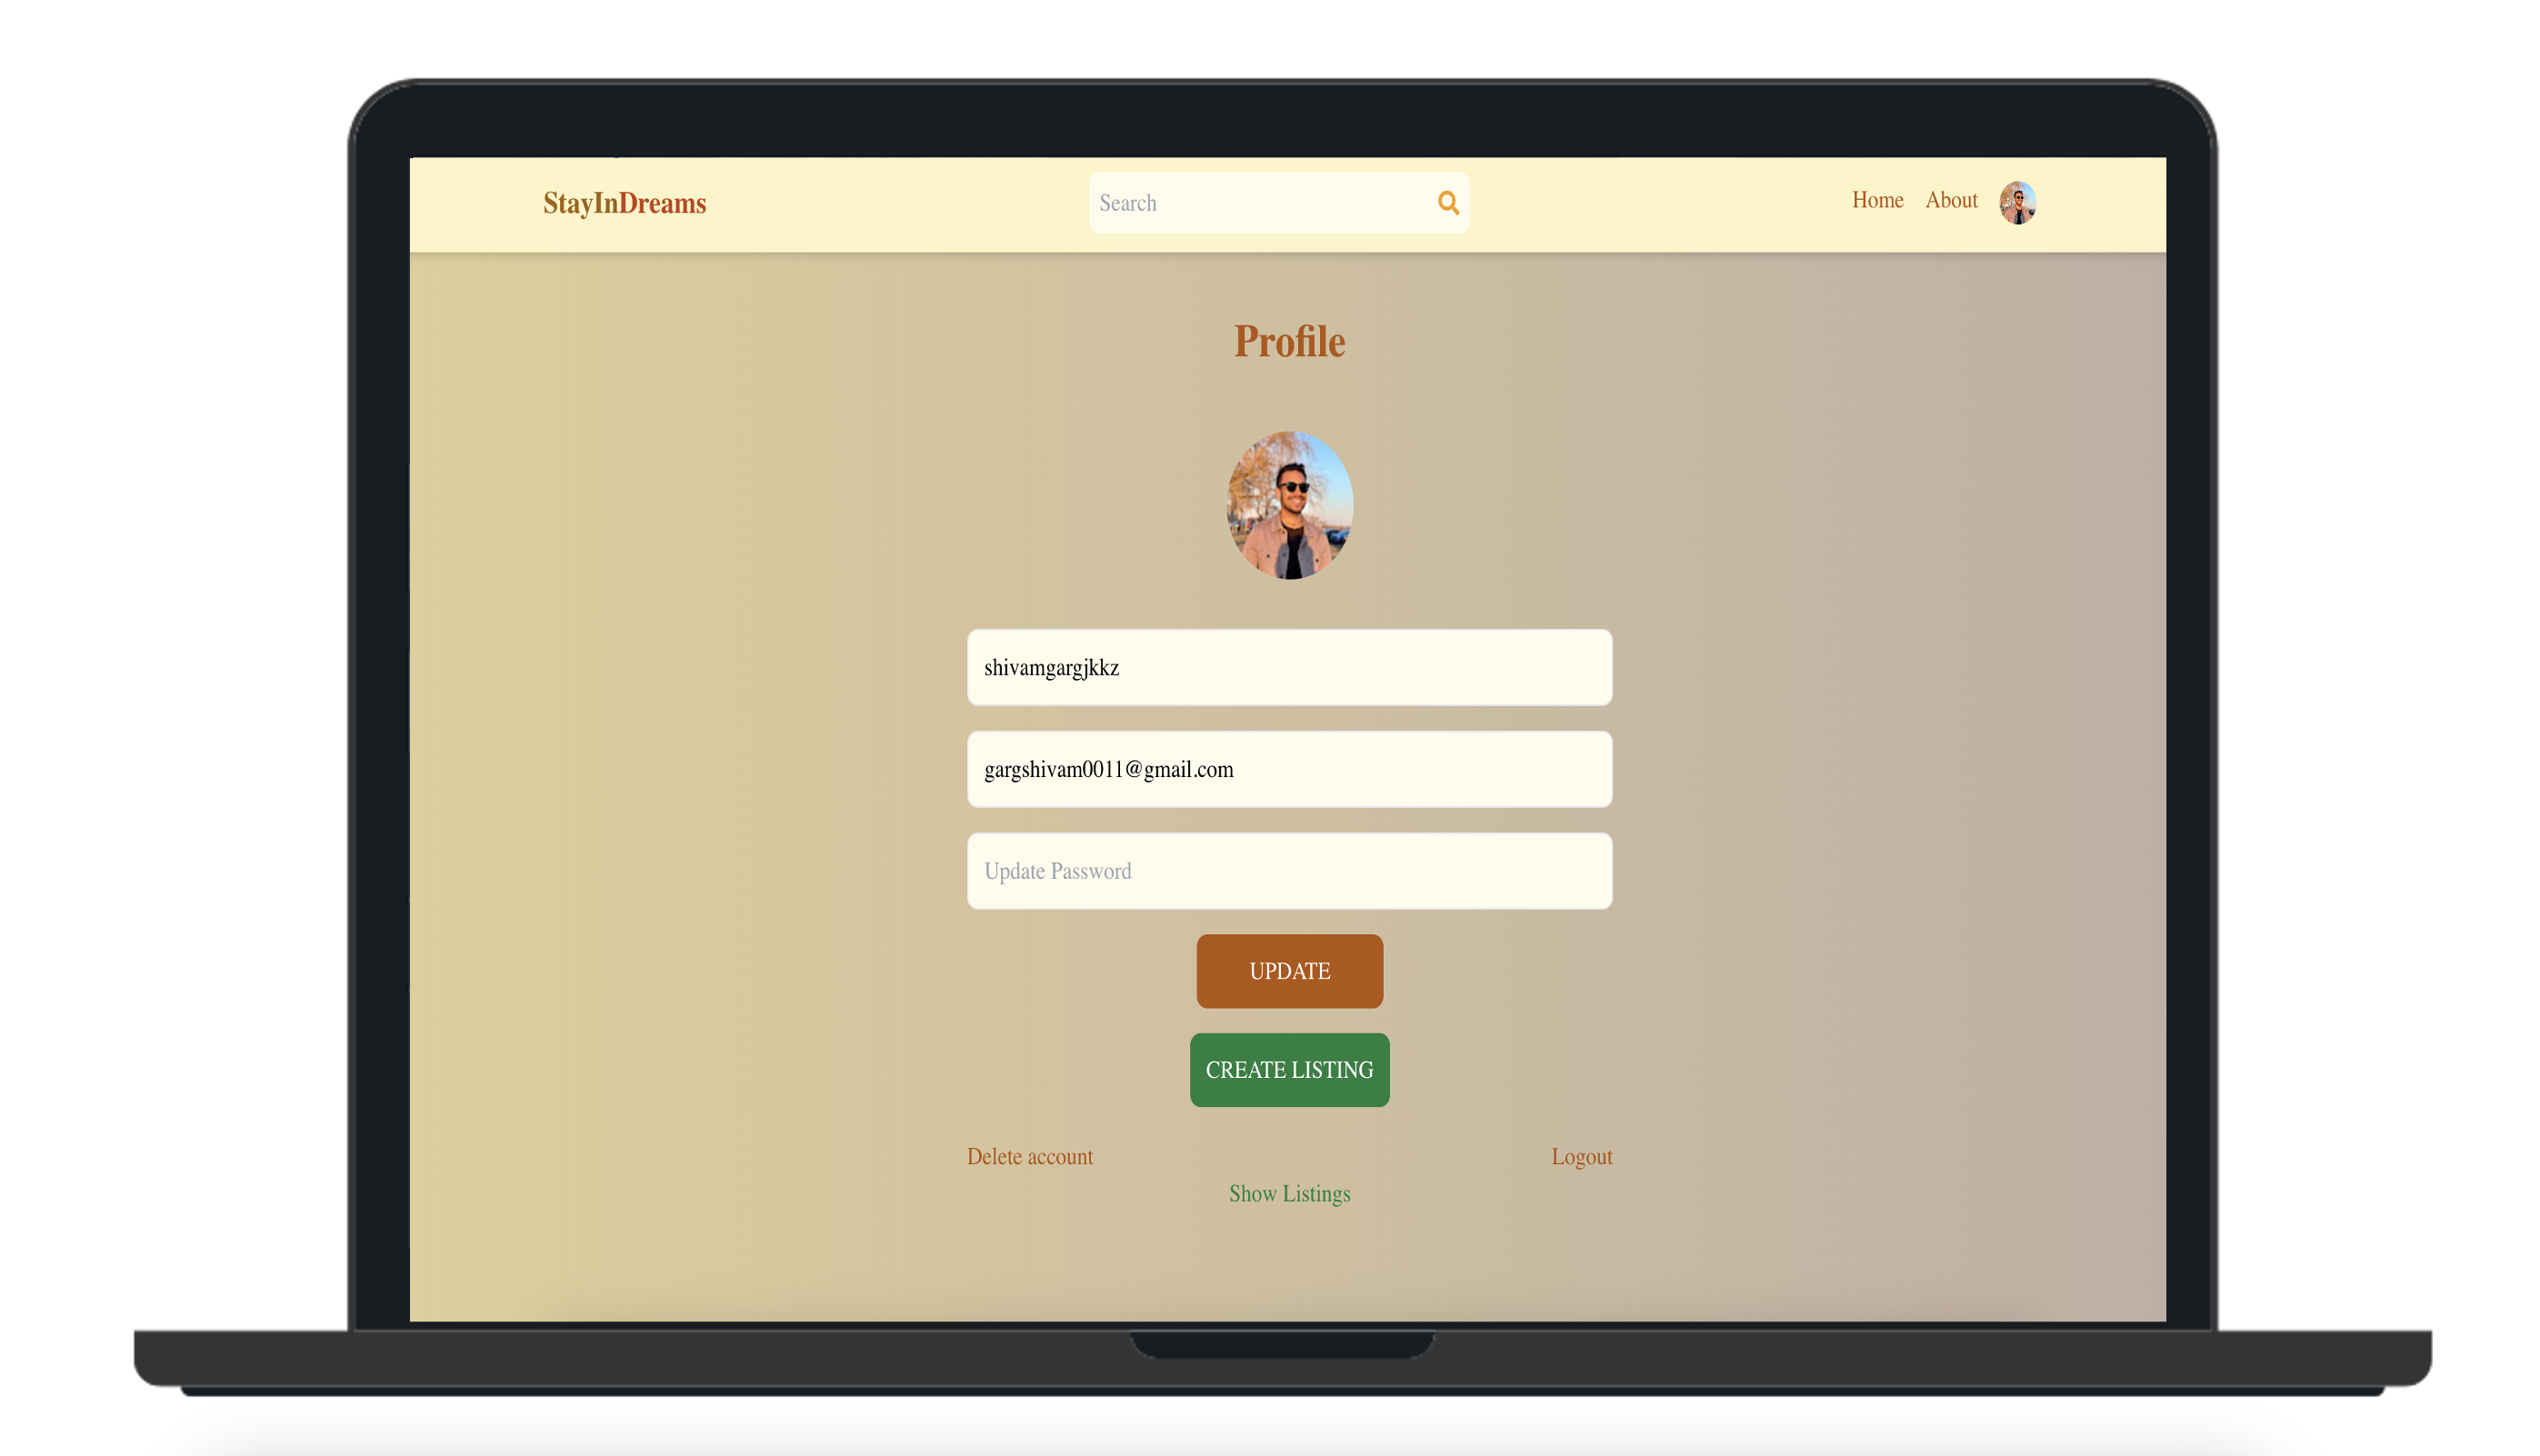 StayInDreams
Search
Home About
Profile
shivamgargjkkz
gargshivam0011@gmail.com
Update Password
UPDATE
CREATE LISTING
Delete account Logout
Show Listings